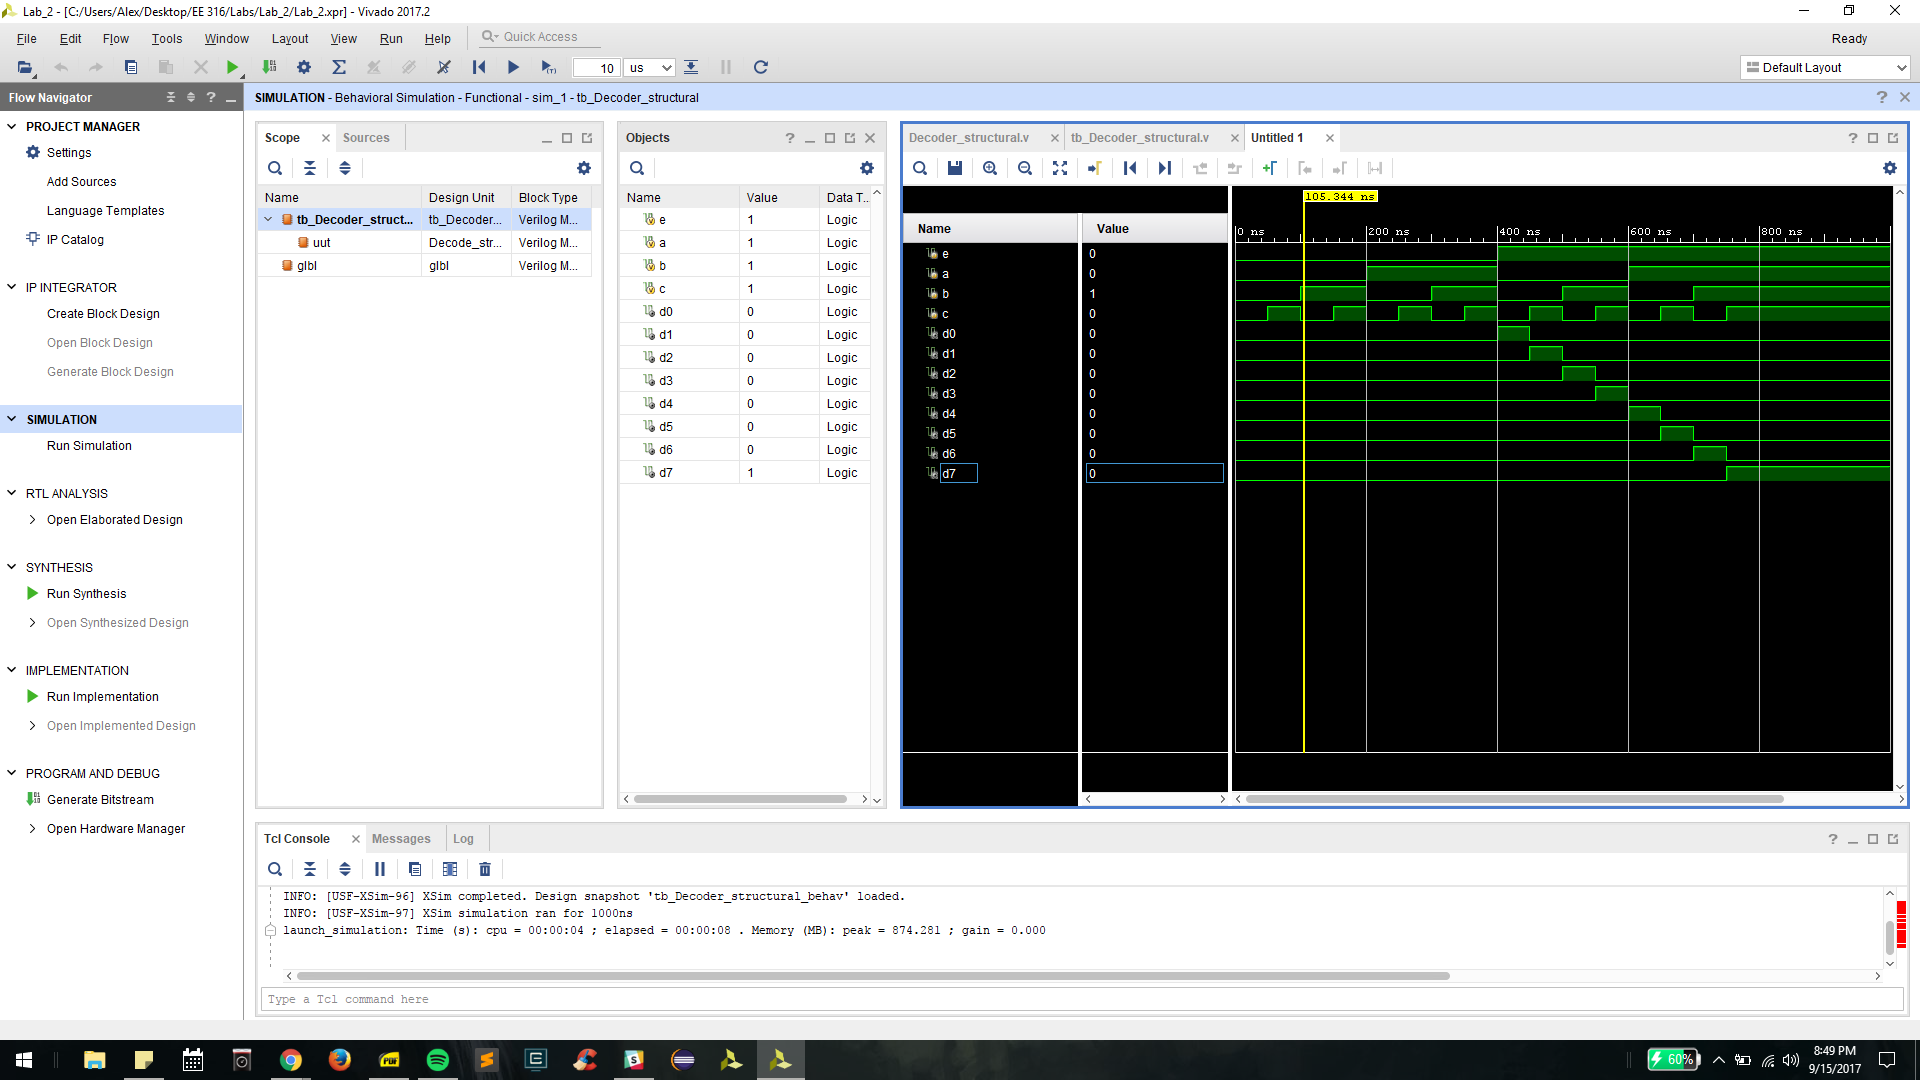 Lab_2 - [C:/Users/Alex/Desktop/EE 316/Labs/Lab_2/Lab_2.xpr] - Vivado 2017.2
File Edit Flow Tools Window Layout View Run Help Quick Access Ready
10 us Default Layout
Flow Navigator
SIMULATION - Behavioral Simulation - Functional - sim_1 - tb_Decoder_structural
PROJECT MANAGER
Settings
Add Sources
Language Templates
IP Catalog
IP INTEGRATOR
Create Block Design
Open Block Design
Generate Block Design
SIMULATION
Run Simulation
RTL ANALYSIS
Open Elaborated Design
SYNTHESIS
Run Synthesis
Open Synthesized Design
IMPLEMENTATION
Run Implementation
Open Implemented Design
PROGRAM AND DEBUG
Generate Bitstream
Open Hardware Manager
Scope Sources
Name Design Unit Block Type
tb_Decoder_struct... tb_Decoder... Verilog M...
uut Decode_str... Verilog M...
glbl glbl Verilog M...
Objects
Name Value Data T...
e 1 Logic
a 1 Logic
b 1 Logic
c 1 Logic
d0 0 Logic
d1 0 Logic
d2 0 Logic
d3 0 Logic
d4 0 Logic
d5 0 Logic
d6 0 Logic
d7 1 Logic
Decoder_structural.v tb_Decoder_structural.v Untitled 1
105.344 ns
Name Value
0 ns 200 ns 400 ns 600 ns 800 ns
e 0
a 0
b 1
c 0
d0 0
d1 0
d2 0
d3 0
d4 0
d5 0
d6 0
d7 0
Tcl Console Messages Log
INFO: [USF-XSim-96] XSim completed. Design snapshot 'tb_Decoder_structural_behav' loaded.
INFO: [USF-XSim-97] XSim simulation ran for 1000ns
launch_simulation: Time (s): cpu = 00:00:04 ; elapsed = 00:00:08 . Memory (MB): peak = 874.281 ; gain = 0.000
Type a Tcl command here
PDF
60%
8:49 PM
9/15/2017